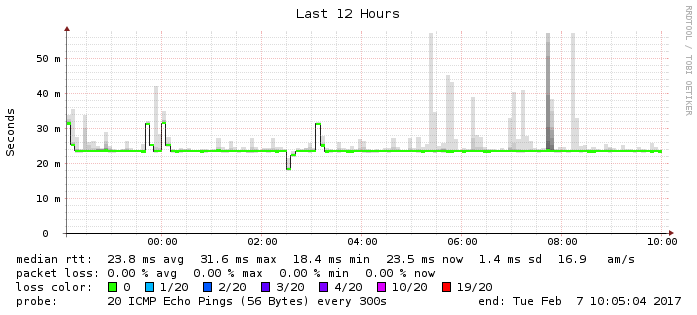 Last 12 Hours
RRDTOOL / TOBI OETIKER
Seconds
50 m
40 m
30 m
20 m
10 m
0
00:00 02:00 04:00 06:00 08:00 10:00
median rtt: 23.8 ms avg 31.6 ms max 18.4 ms min 23.5 ms now 1.4 ms sd 16.9 am/s
packet loss: 0.00 % avg 0.00 % max 0.00 % min 0.00 % now
loss color: 0 1/20 2/20 3/20 4/20 10/20 19/20
probe: 20 ICMP Echo Pings (56 Bytes) every 300s end: Tue Feb 7 10:05:04 2017